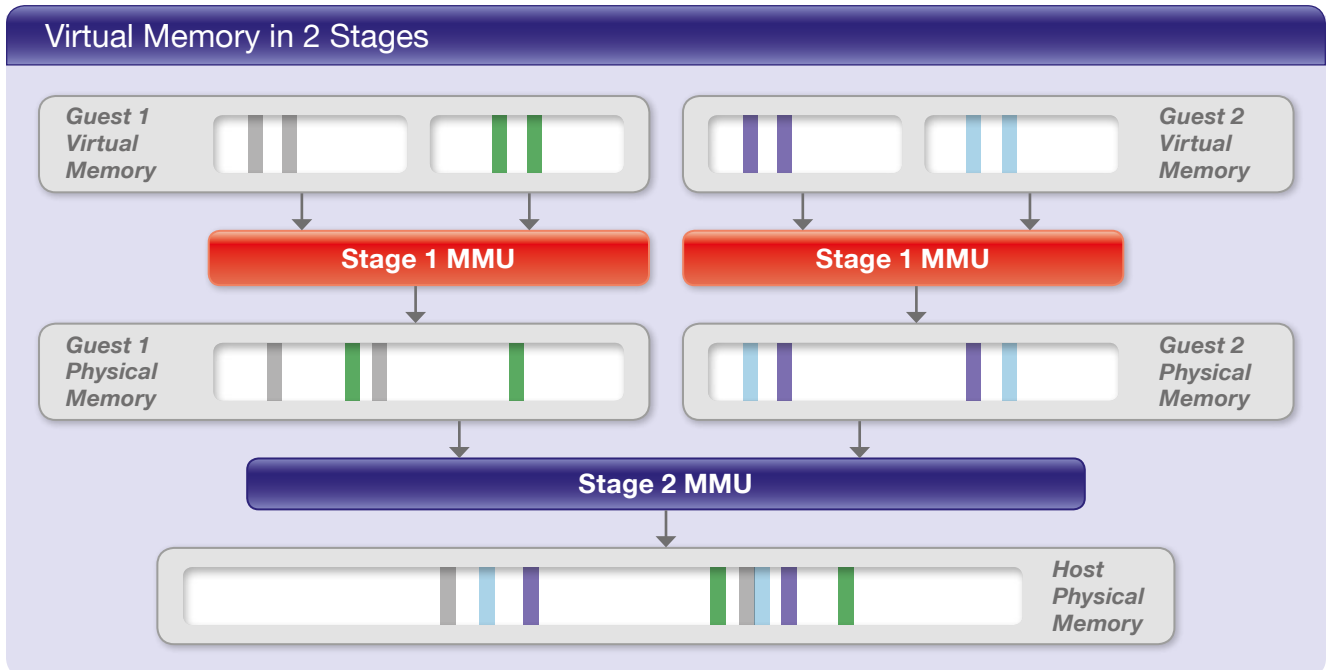 Virtual Memory in 2 Stages
Guest 1
Virtual
Memory
Guest 2
Virtual
Memory
Stage 1 MMU
Stage 1 MMU
Guest 1
Physical
Memory
Guest 2
Physical
Memory
Stage 2 MMU
Host
Physical
Memory